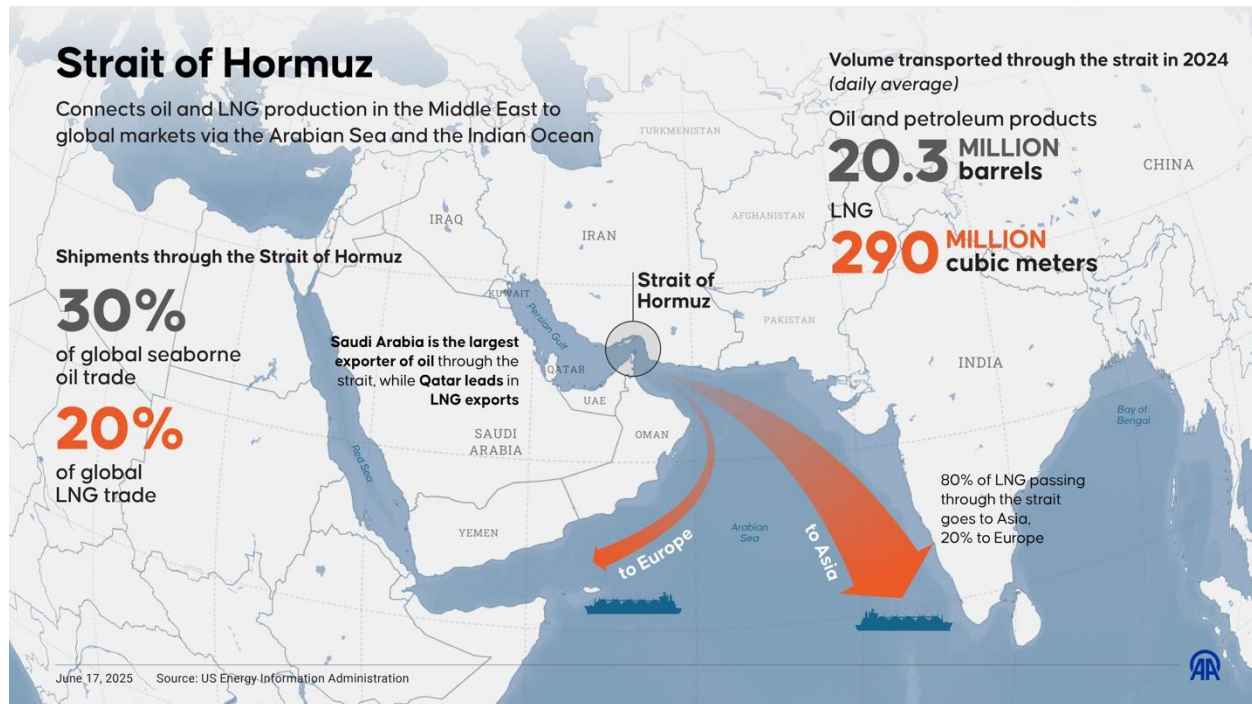 Strait of Hormuz
Connects oil and LNG production in the Middle East to
global markets via the Arabian Sea and the Indian Ocean
Volume transported through the strait in 2024
(daily average)
Oil and petroleum products
20.3 MILLION
barrels
LNG
290 MILLION
cubic meters
Shipments through the Strait of Hormuz
30%
of global seaborne
oil trade
20%
of global
LNG trade
Saudi Arabia is the largest
exporter of oil through the
strait, while Qatar leads in
LNG exports
Strait of
Hormuz
TURKMENISTAN
CHINA
IRAQ
IRAN
AFGHANISTAN
KUWAIT
Persian Gulf
PAKISTAN
QATAR
UAE
INDIA
SAUDI
ARABIA
OMAN
Red Sea
YEMEN
Arabian
Sea
Bay of
Bengal
to Europe
to Asia
80% of LNG passing
through the strait
goes to Asia,
20% to Europe
June 17, 2025 Source: US Energy Information Administration
AA